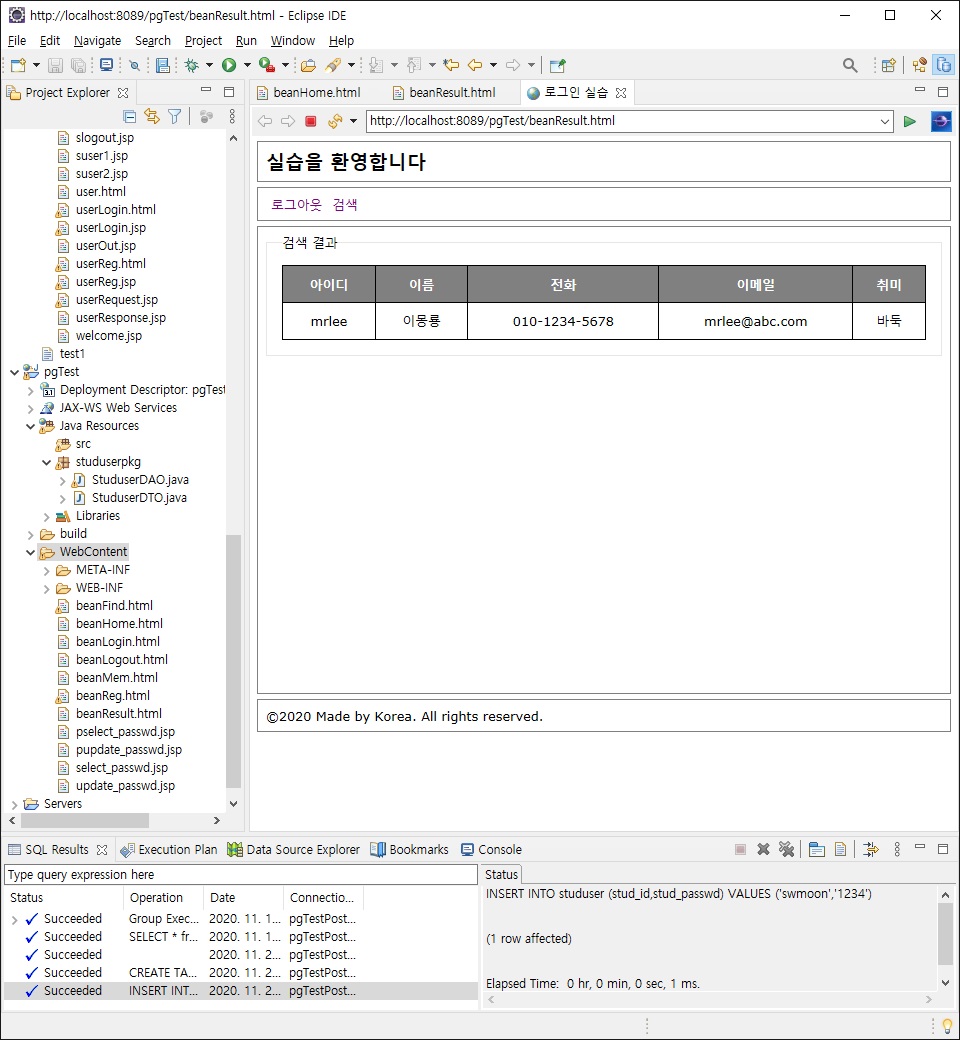 http://localhost:8089/pgTest/beanResult.html - Eclipse IDE
File Edit Navigate Search Project Run Window Help
Project Explorer
slogout.jsp
suser1.jsp
suser2.jsp
user.html
userLogin.html
userLogin.jsp
userOut.jsp
userReg.html
userReg.jsp
userRequest.jsp
userResponse.jsp
welcome.jsp
test1
pgTest
Deployment Descriptor: pgTest
JAX-WS Web Services
Java Resources
src
studuserpkg
StuduserDAO.java
StuduserDTO.java
Libraries
build
WebContent
META-INF
WEB-INF
beanFind.html
beanHome.html
beanLogin.html
beanLogout.html
beanMem.html
beanReg.html
beanResult.html
pselect_passwd.jsp
pupdate_passwd.jsp
select_passwd.jsp
update_passwd.jsp
Servers
beanHome.html beanResult.html 로그인 실습
http://localhost:8089/pgTest/beanResult.html
실습을 환영합니다
로그아웃 검색
검색 결과
아이디 이름 전화 이메일 취미
mrlee 이몽룡 010-1234-5678 mrlee@abc.com 바둑
©2020 Made by Korea. All rights reserved.
SQL Results Execution Plan Data Source Explorer Bookmarks Console
Type query expression here
Status Operation Date Connectio...
Succeeded Group Exec... 2020. 11. 1... pgTestPost...
Succeeded SELECT * fr... 2020. 11. 1... pgTestPost...
Succeeded 2020. 11. 2... pgTestPost...
Succeeded CREATE TA... 2020. 11. 2... pgTestPost...
Succeeded INSERT INT... 2020. 11. 2... pgTestPost...
Status
INSERT INTO studuser (stud_id,stud_passwd) VALUES ('swmoon','1234')
(1 row affected)
Elapsed Time:  0 hr, 0 min, 0 sec, 1 ms.